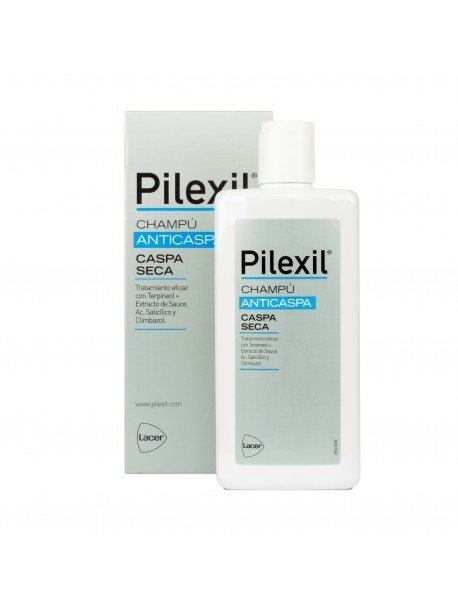 Pilexil®
CHAMPÚ
ANTICASPA
CASPA
SECA
Tratamiento eficaz
con Terpineol +
Extracto de Sauce,
Ac. Salicílico y
Climbazol.
www.pilexil.com
Lacer
Pilexil®
CHAMPÚ
ANTICASPA
CASPA
SECA
Tratamiento eficaz
con Terpineol +
Extracto de Sauce,
Ac. Salicílico y
Climbazol.
Lacer